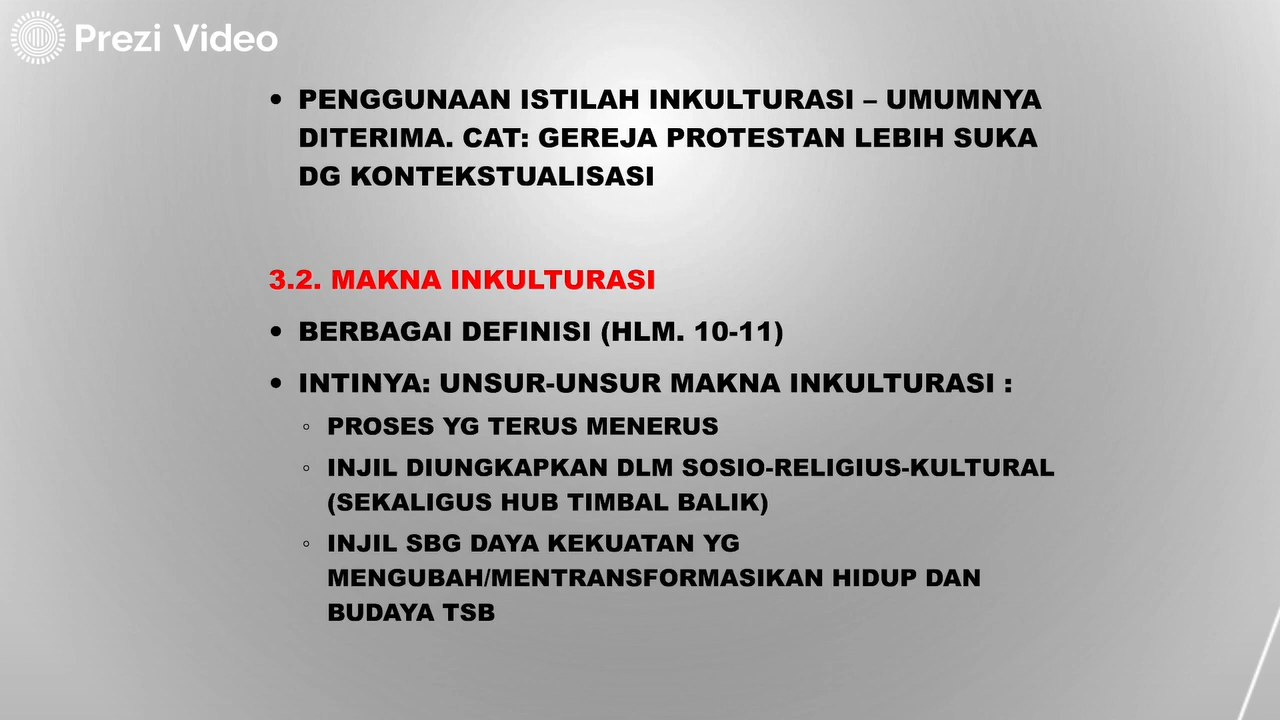 Prezi Video
• PENGGUNAAN ISTILAH INKULTURASI – UMUMNYA
DITERIMA. CAT: GEREJA PROTESTAN LEBIH SUKA
DG KONTEKSTUALISASI
3.2. MAKNA INKULTURASI
• BERBAGAI DEFINISI (HLM. 10-11)
• INTINYA: UNSUR-UNSUR MAKNA INKULTURASI :
◦ PROSES YG TERUS MENERUS
◦ INJIL DIUNGKAPKAN DLM SOSIO-RELIGIUS-KULTURAL
(SEKALIGUS HUB TIMBAL BALIK)
◦ INJIL SBG DAYA KEKUATAN YG
MENGUBAH/MENTRANSFORMASIKAN HIDUP DAN
BUDAYA TSB